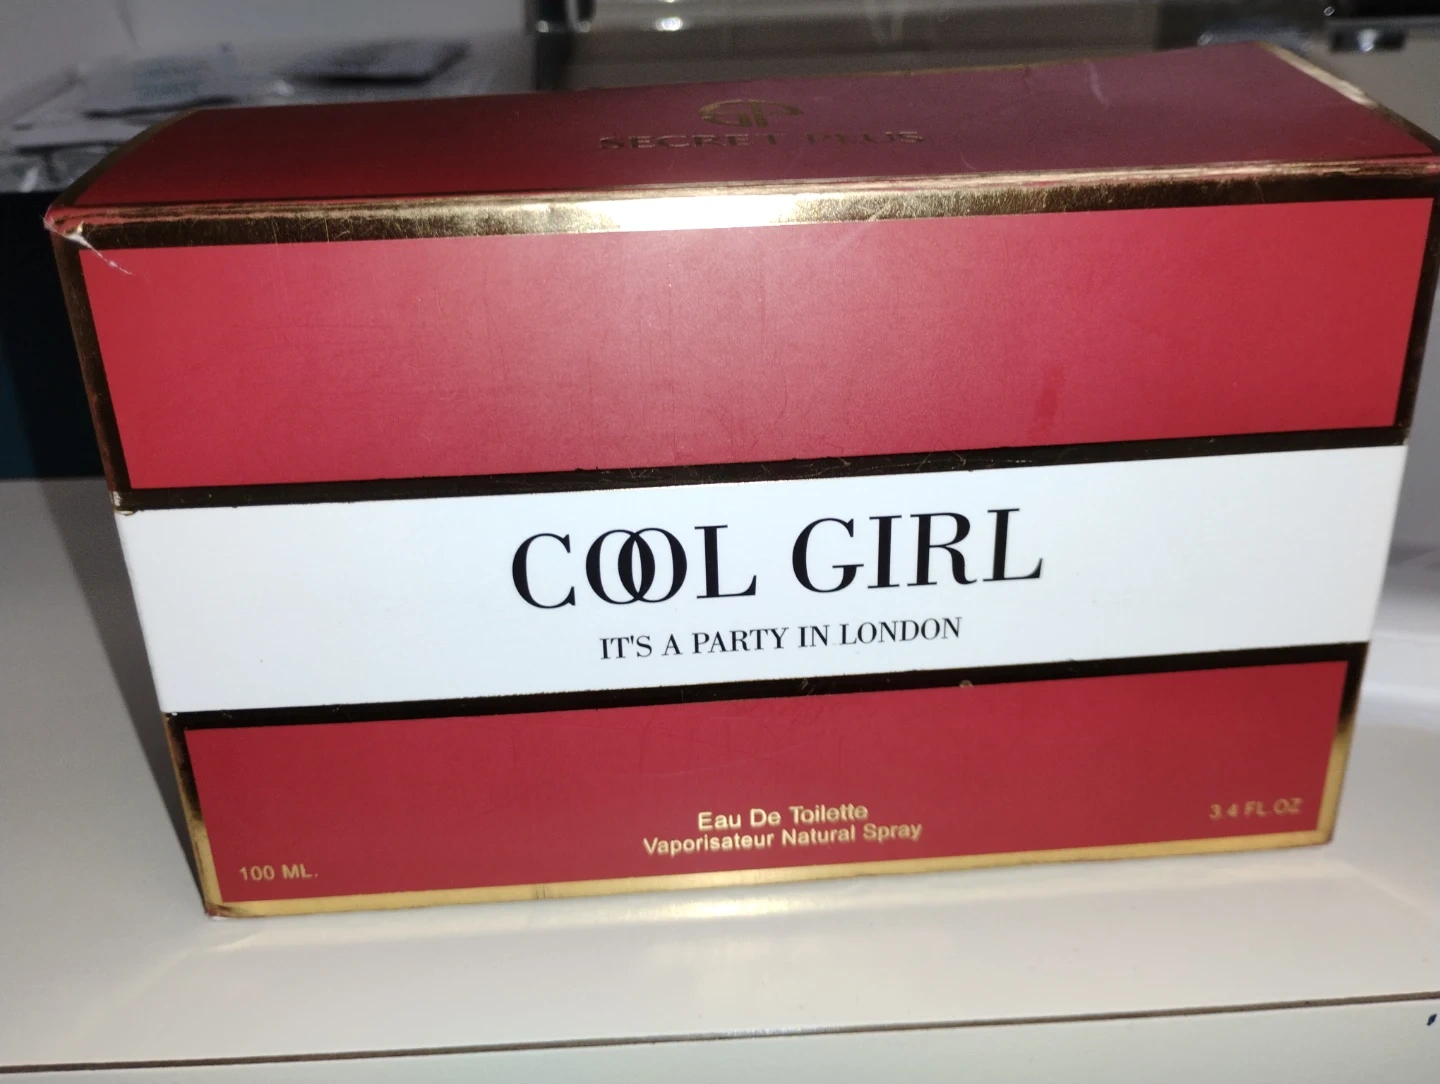 SECRET PLUS
COOL GIRL
IT'S A PARTY IN LONDON
Eau De Toilette
Vaporisateur Natural Spray
100 ML.
3.4 FL.OZ